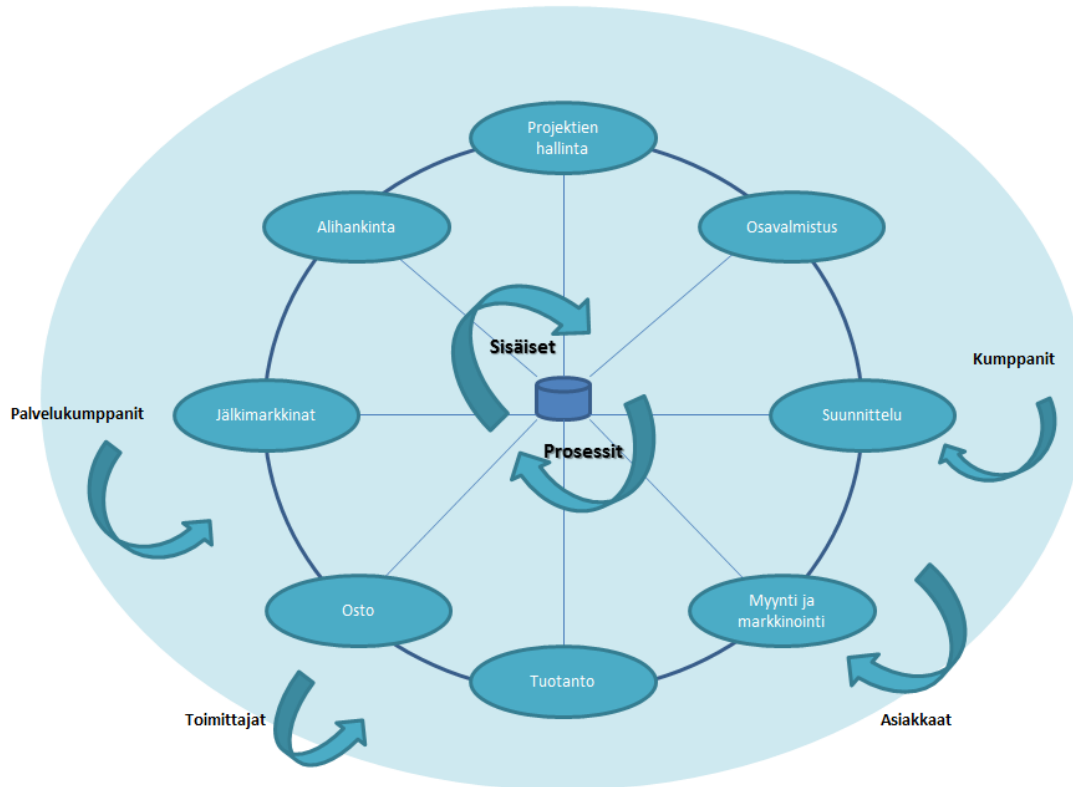 Projektien
hallinta
Alihankinta
Osavalmistus
Sisäiset
Kumppanit
Palvelukumppanit
Jälkimarkkinat
Suunnittelu
Prosessit
Osto
Myynti ja
markkinointi
Tuotanto
Toimittajat
Asiakkaat